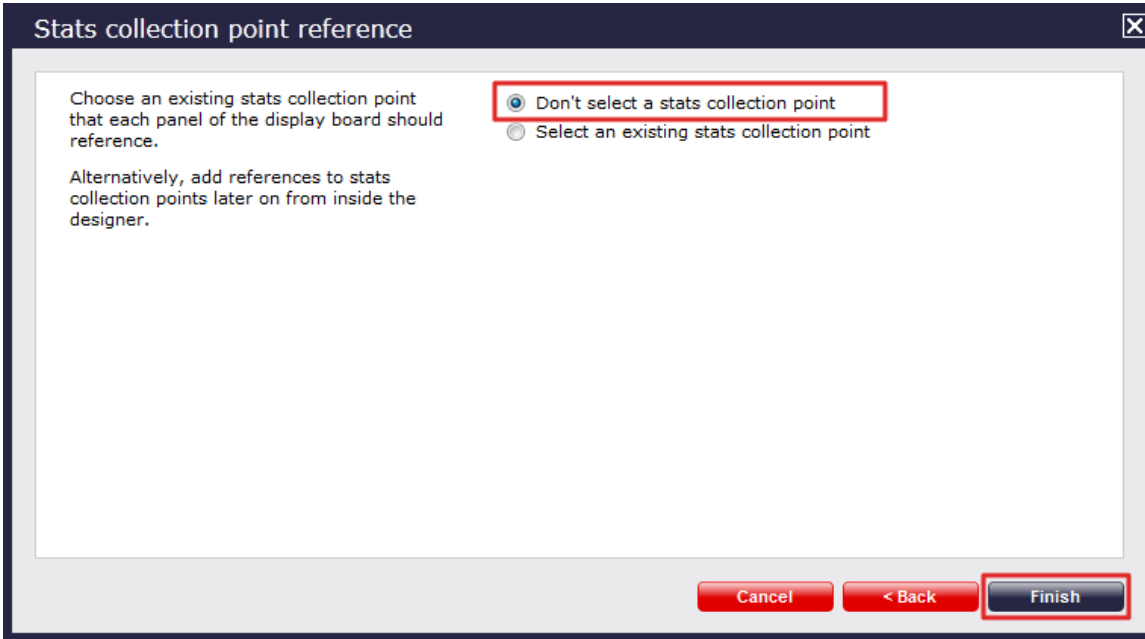 Stats collection point reference
Choose an existing stats collection point
that each panel of the display board should
reference.
Alternatively, add references to stats
collection points later on from inside the
designer.
Don't select a stats collection point
Select an existing stats collection point
Cancel
< Back
Finish